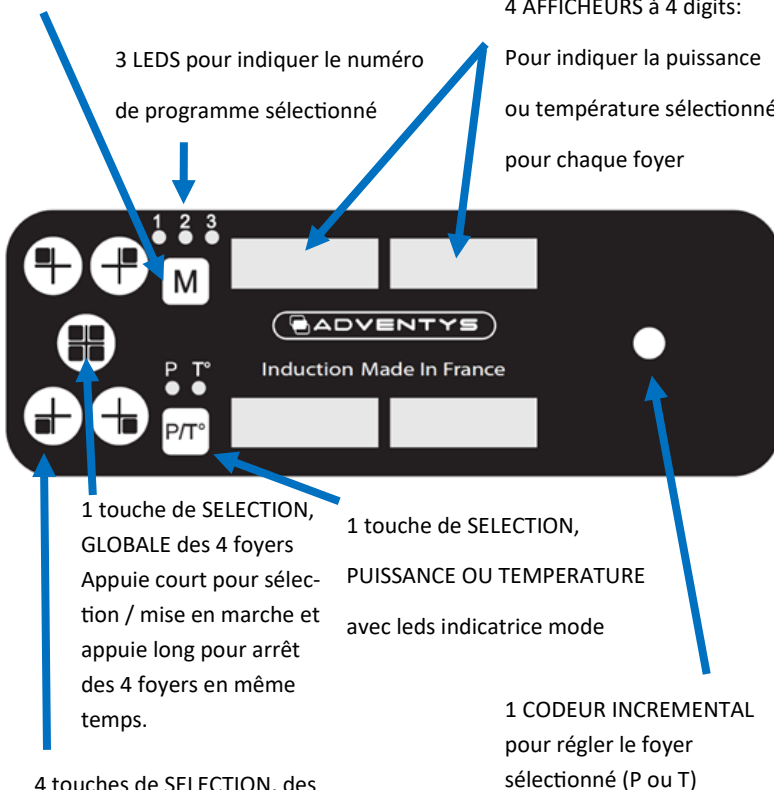 4 AFFICHEURS à 4 digits:
Pour indiquer la puissance
ou température sélectionné
pour chaque foyer
3 LEDS pour indiquer le numéro
de programme sélectionné
1 2 3
M
ADVENTYS
Induction Made In France
P T°
P/T°
1 touche de SELECTION,
GLOBALE des 4 foyers
Appuie court pour sélec-
tion / mise en marche et
appuie long pour arrêt
des 4 foyers en même
temps.
1 touche de SELECTION,
PUISSANCE OU TEMPERATURE
avec leds indicatrice mode
1 CODEUR INCREMENTAL
pour régler le foyer
sélectionné (P ou T)
4 touches de SELECTION, des